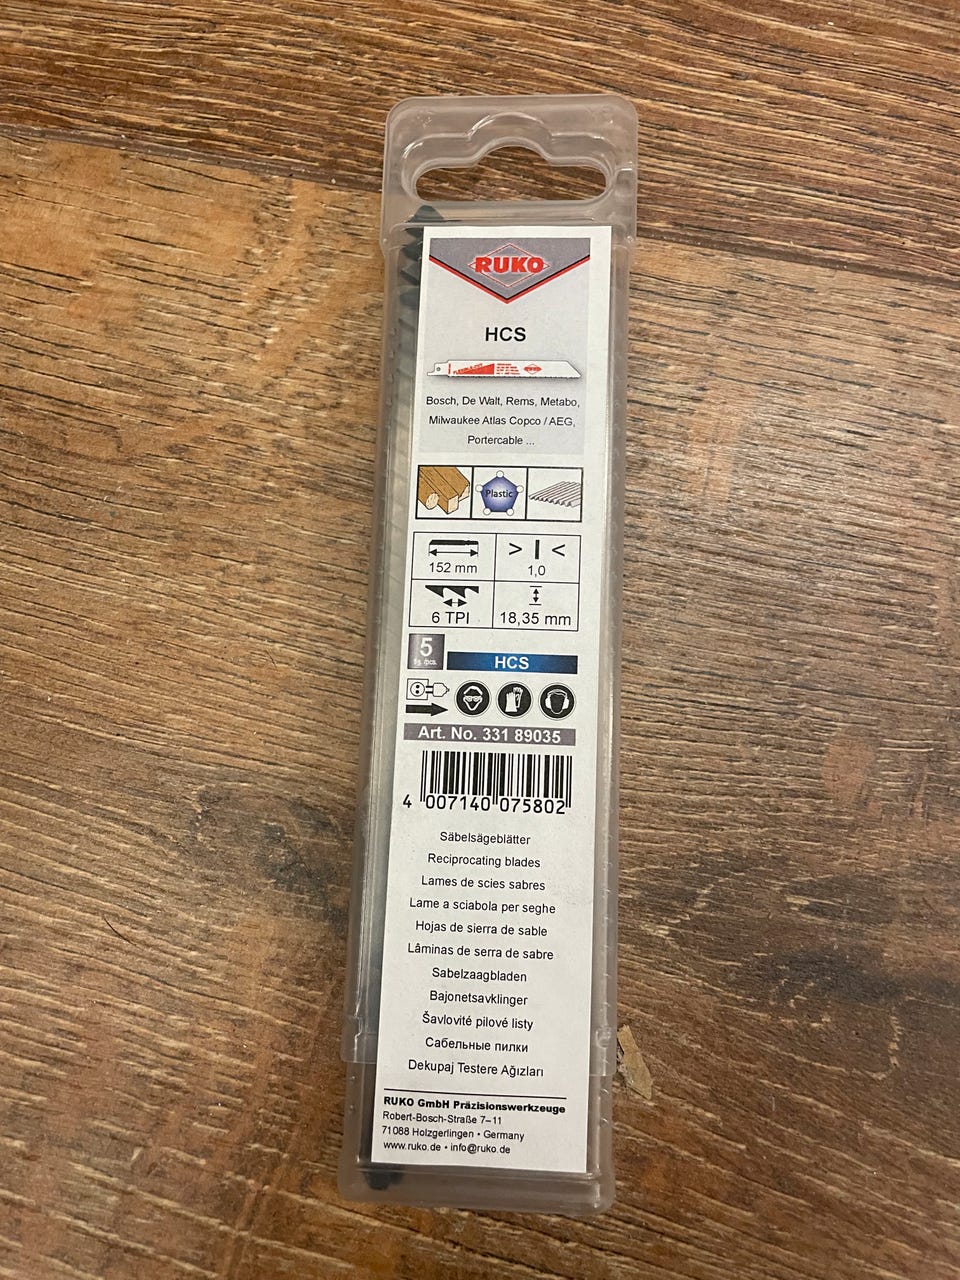 RUKO
HCS
Bosch, De Walt, Rems, Metabo,
Milwaukee Atlas Copco / AEG,
Portercable ...
Plastic
152 mm
> <
1,0
6 TPI
18,35 mm
5
HCS
Art. No. 331 89035
4 007140 075802
Säbelsägeblätter
Reciprocating blades
Lames de scies sabres
Lame a sciabola per seghe
Hojas de sierra de sable
Lâminas de serra de sabre
Sabelzaagbladen
Bajonetsavklinger
Šavlovité pilové listy
Сабельные пилки
Dekupaj Testere Ağızları
RUKO GmbH Präzisionswerkzeuge
Robert-Bosch-Straße 7–11
71088 Holzgerlingen • Germany
www.ruko.de • info@ruko.de